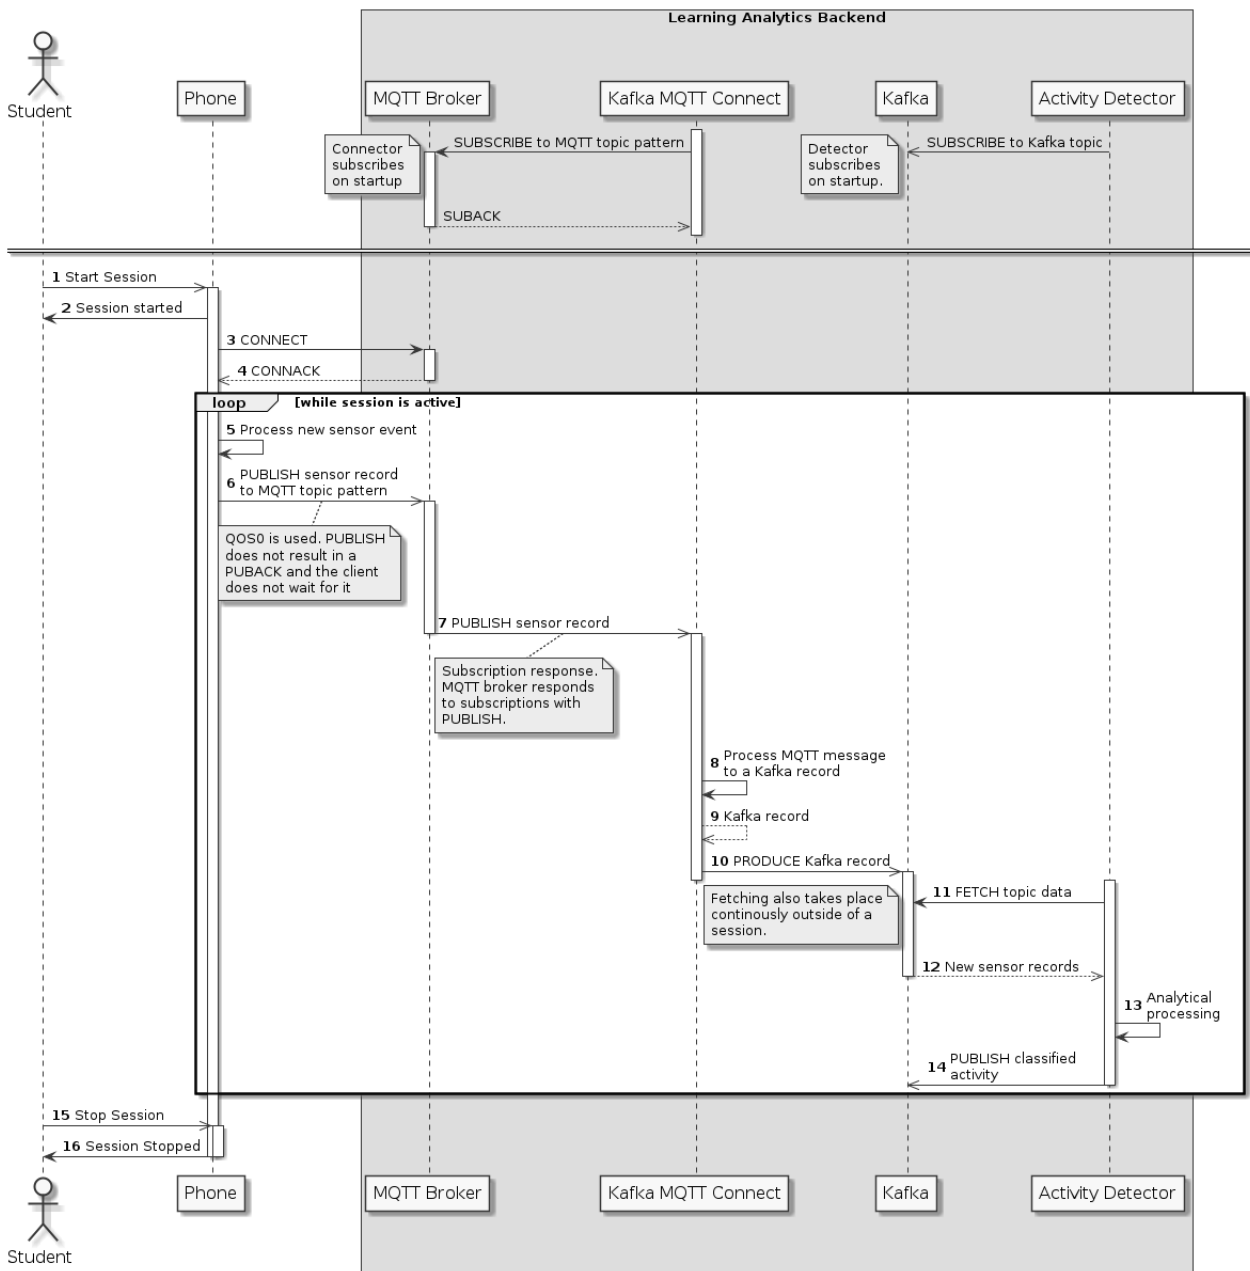 Learning Analytics Backend
Student
Phone
MQTT Broker
Kafka MQTT Connect
Kafka
Activity Detector
Connector
subscribes
on startup
SUBSCRIBE to MQTT topic pattern
Detector
subscribes
on startup.
SUBSCRIBE to Kafka topic
SUBACK
1 Start Session
2 Session started
3 CONNECT
4 CONNACK
loop
[while session is active]
5 Process new sensor event
6 PUBLISH sensor record
to MQTT topic pattern
QOS0 is used. PUBLISH
does not result in a
PUBACK and the client
does not wait for it
7 PUBLISH sensor record
Subscription response.
MQTT broker responds
to subscriptions with
PUBLISH.
8 Process MQTT message
to a Kafka record
9 Kafka record
10 PRODUCE Kafka record
11 FETCH topic data
Fetching also takes place
continously outside of a
session.
12 New sensor records
13 Analytical
processing
14 PUBLISH classified
activity
15 Stop Session
16 Session Stopped
Student
Phone
MQTT Broker
Kafka MQTT Connect
Kafka
Activity Detector